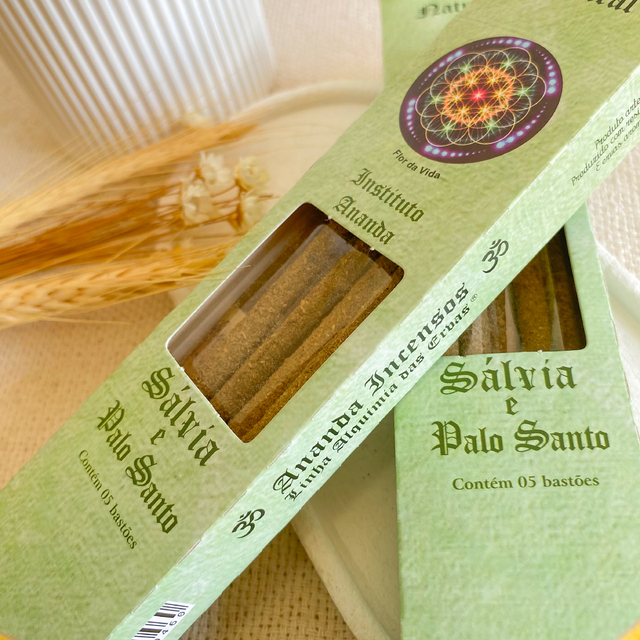 Flor da Vida
Instituto
Ananda
Sálvia
e
Palo Santo
Contém 05 bastões
ॐ Ananda Incensos ® ॐ
Linha Alquimia das Ervas
Sálvia
e
Palo Santo
Contém 05 bastões